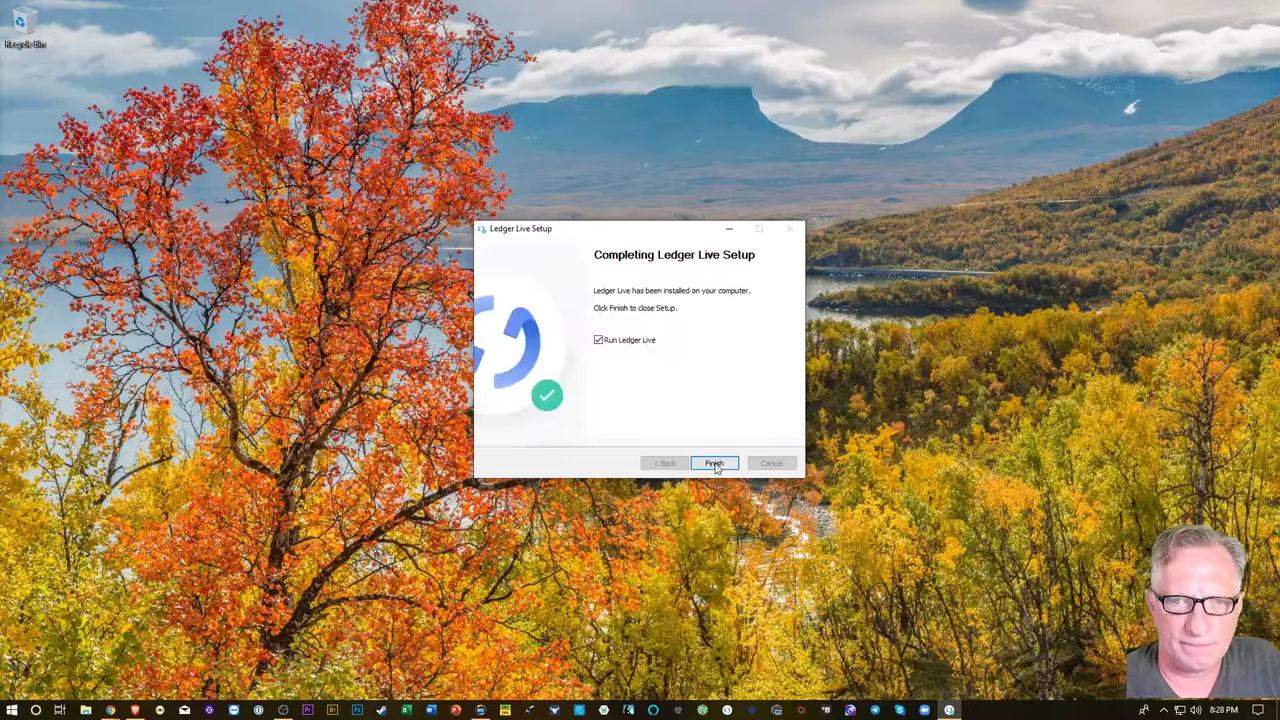 Recycle Bin
Ledger Live Setup
Completing Ledger Live Setup
Ledger Live has been installed on your computer.
Click Finish to close Setup.
Run Ledger Live
< Back
Finish
Cancel
8:28 PM